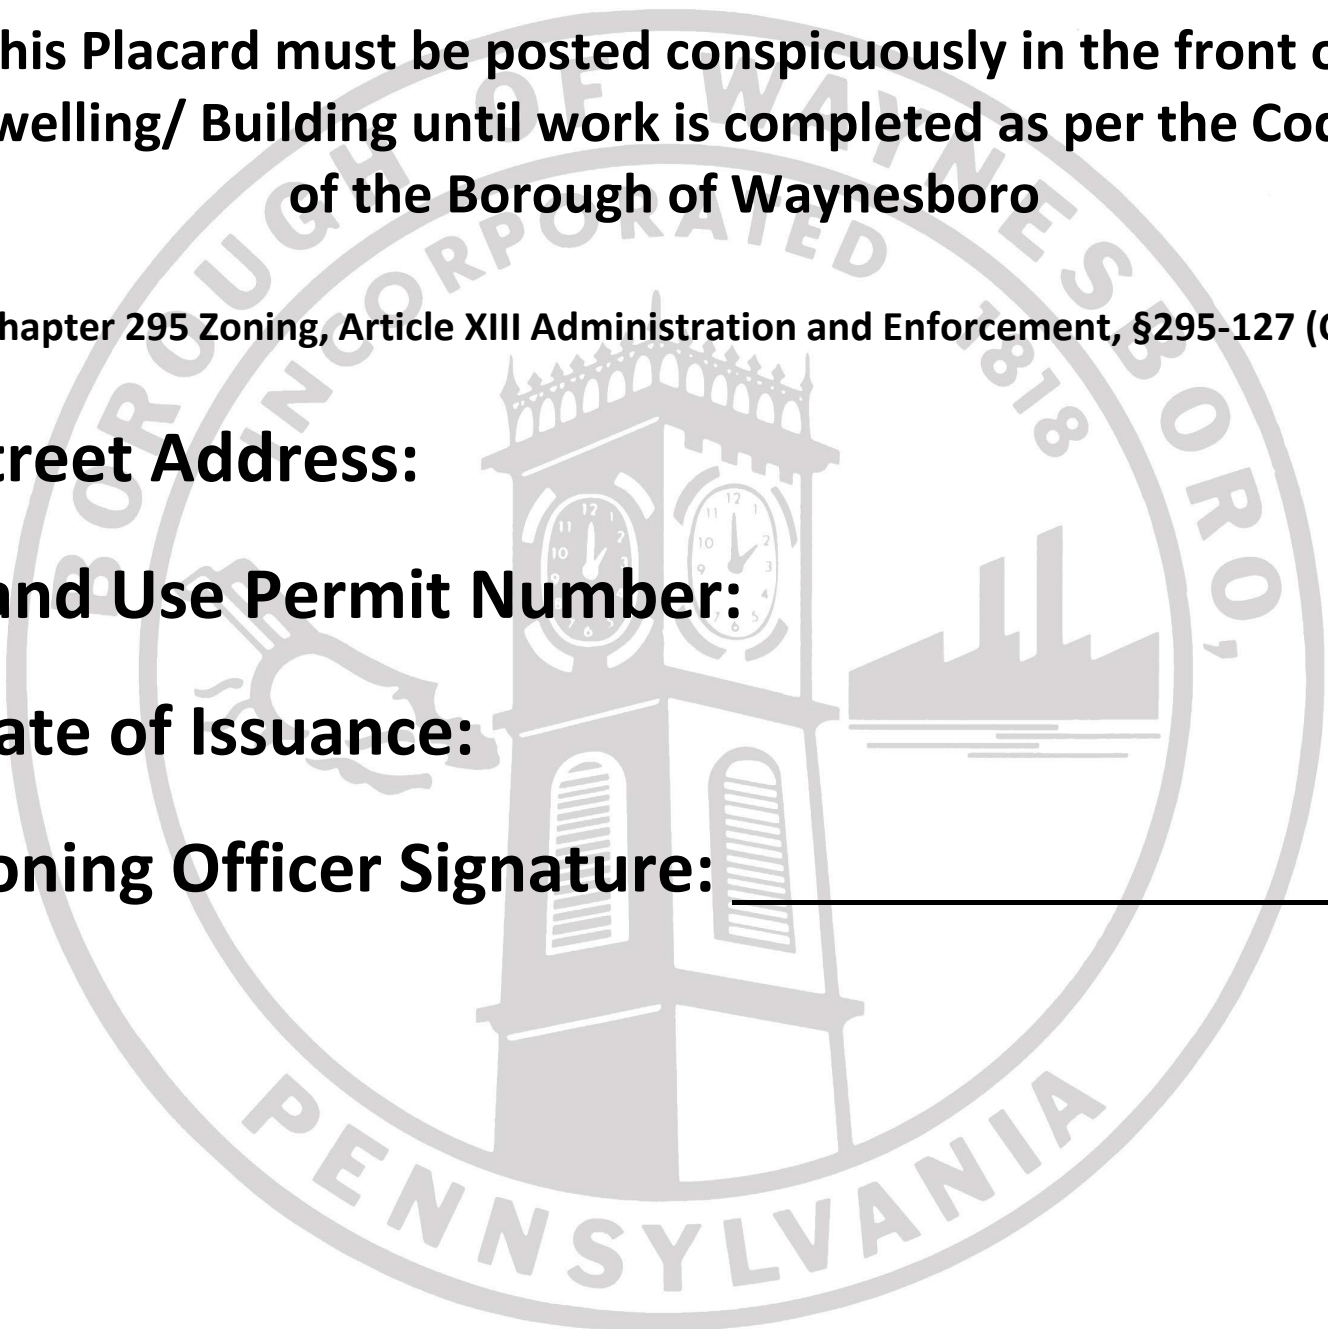 his Placard must be posted conspicuously in the front o
welling/ Building until work is completed as per the Cod
of the Borough of Waynesboro
hapter 295 Zoning, Article XIII Administration and Enforcement, §295-127 (C
treet Address:
and Use Permit Number:
ate of Issuance:
oning Officer Signature:
BOROUGH OF WAYNESBORO,
INCORPORATED 1818
PENNSYLVANIA